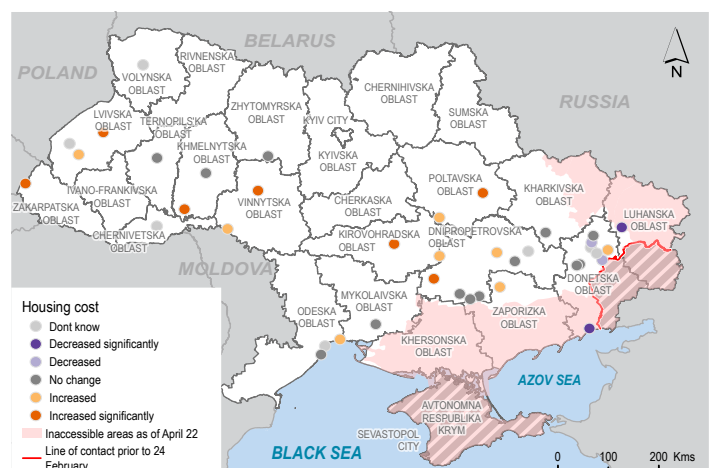 BELARUS
POLAND
RUSSIA
N
VOLYNSKA
OBLAST
RIVNENSKA
OBLAST
ZHYTOMYRSKA
OBLAST
KYIV CITY
CHERNIHIVSKA
OBLAST
SUMSKA
OBLAST
LVIVSKA
OBLAST
TERNOPILSKA
OBLAST
KHMELNYTSKA
OBLAST
KYIVSKA
OBLAST
POLTAVSKA
OBLAST
KHARKIVSKA
OBLAST
LUHANSKA
OBLAST
ZAKARPATSKA
OBLAST
IVANO-FRANKIVSKA
OBLAST
CHERNIVETSKA
OBLAST
VINNYTSKA
OBLAST
CHERKASKA
OBLAST
KIROVOHRADSKA
OBLAST
DNIPROPETROVSKA
OBLAST
DONETSKA
OBLAST
MOLDOVA
ODESKA
OBLAST
MYKOLAIVSKA
OBLAST
ZAPORIZKA
OBLAST
KHERSONSKA
OBLAST
AVTONOMNA
RESPUBLIKA
KRYM
SEVASTOPOL
CITY
AZOV SEA
BLACK SEA
Housing cost
Dont know
Decreased significantly
Decreased
No change
Increased
Increased significantly
Inaccessible areas as of April 22
Line of contact prior to 24
February
0 100 200 Kms